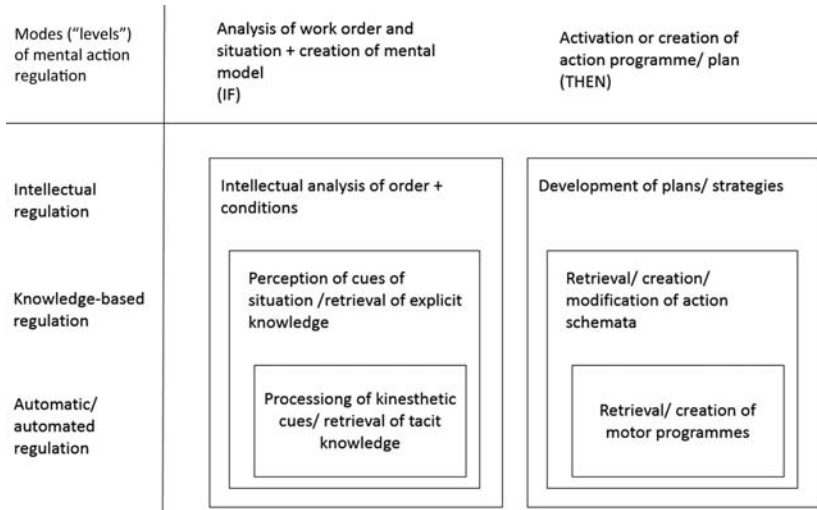 Modes (“levels”)
of mental action
regulation
Analysis of work order and
situation + creation of mental
model
(IF)
Activation or creation of
action programme/ plan
(THEN)
Intellectual
regulation
Intellectual analysis of order +
conditions
Development of plans/ strategies
Knowledge-based
regulation
Perception of cues of
situation /retrieval of explicit
knowledge
Retrieval/ creation/
modification of action
schemata
Automatic/
automated
regulation
Processiong of kinesthetic
cues/ retrieval of tacit
knowledge
Retrieval/ creation of
motor programmes